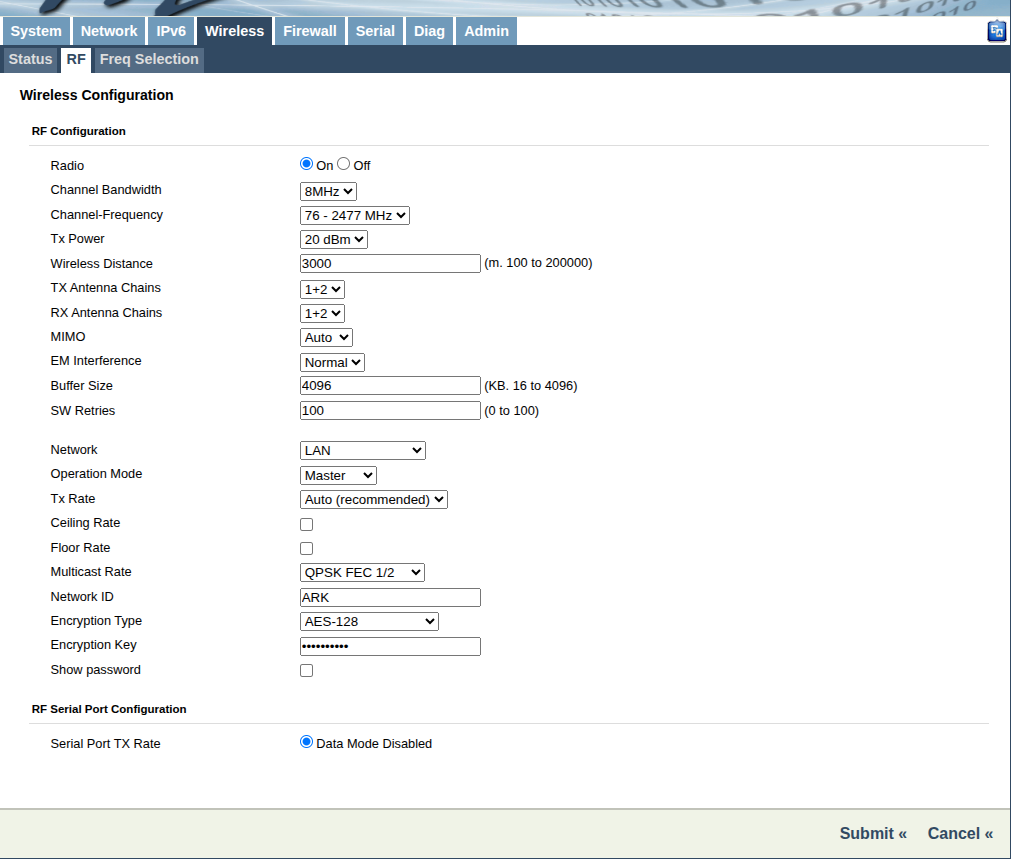 System Network IPv6 Wireless Firewall Serial Diag Admin
Status RF Freq Selection
Wireless Configuration
RF Configuration
Radio On Off
Channel Bandwidth 8MHz
Channel-Frequency 76 - 2477 MHz
Tx Power 20 dBm
Wireless Distance 3000 (m. 100 to 200000)
TX Antenna Chains 1+2
RX Antenna Chains 1+2
MIMO Auto
EM Interference Normal
Buffer Size 4096 (KB. 16 to 4096)
SW Retries 100 (0 to 100)
Network LAN
Operation Mode Master
Tx Rate Auto (recommended)
Ceiling Rate
Floor Rate
Multicast Rate QPSK FEC 1/2
Network ID ARK
Encryption Type AES-128
Encryption Key ••••••••••
Show password
RF Serial Port Configuration
Serial Port TX Rate Data Mode Disabled
Submit « Cancel «